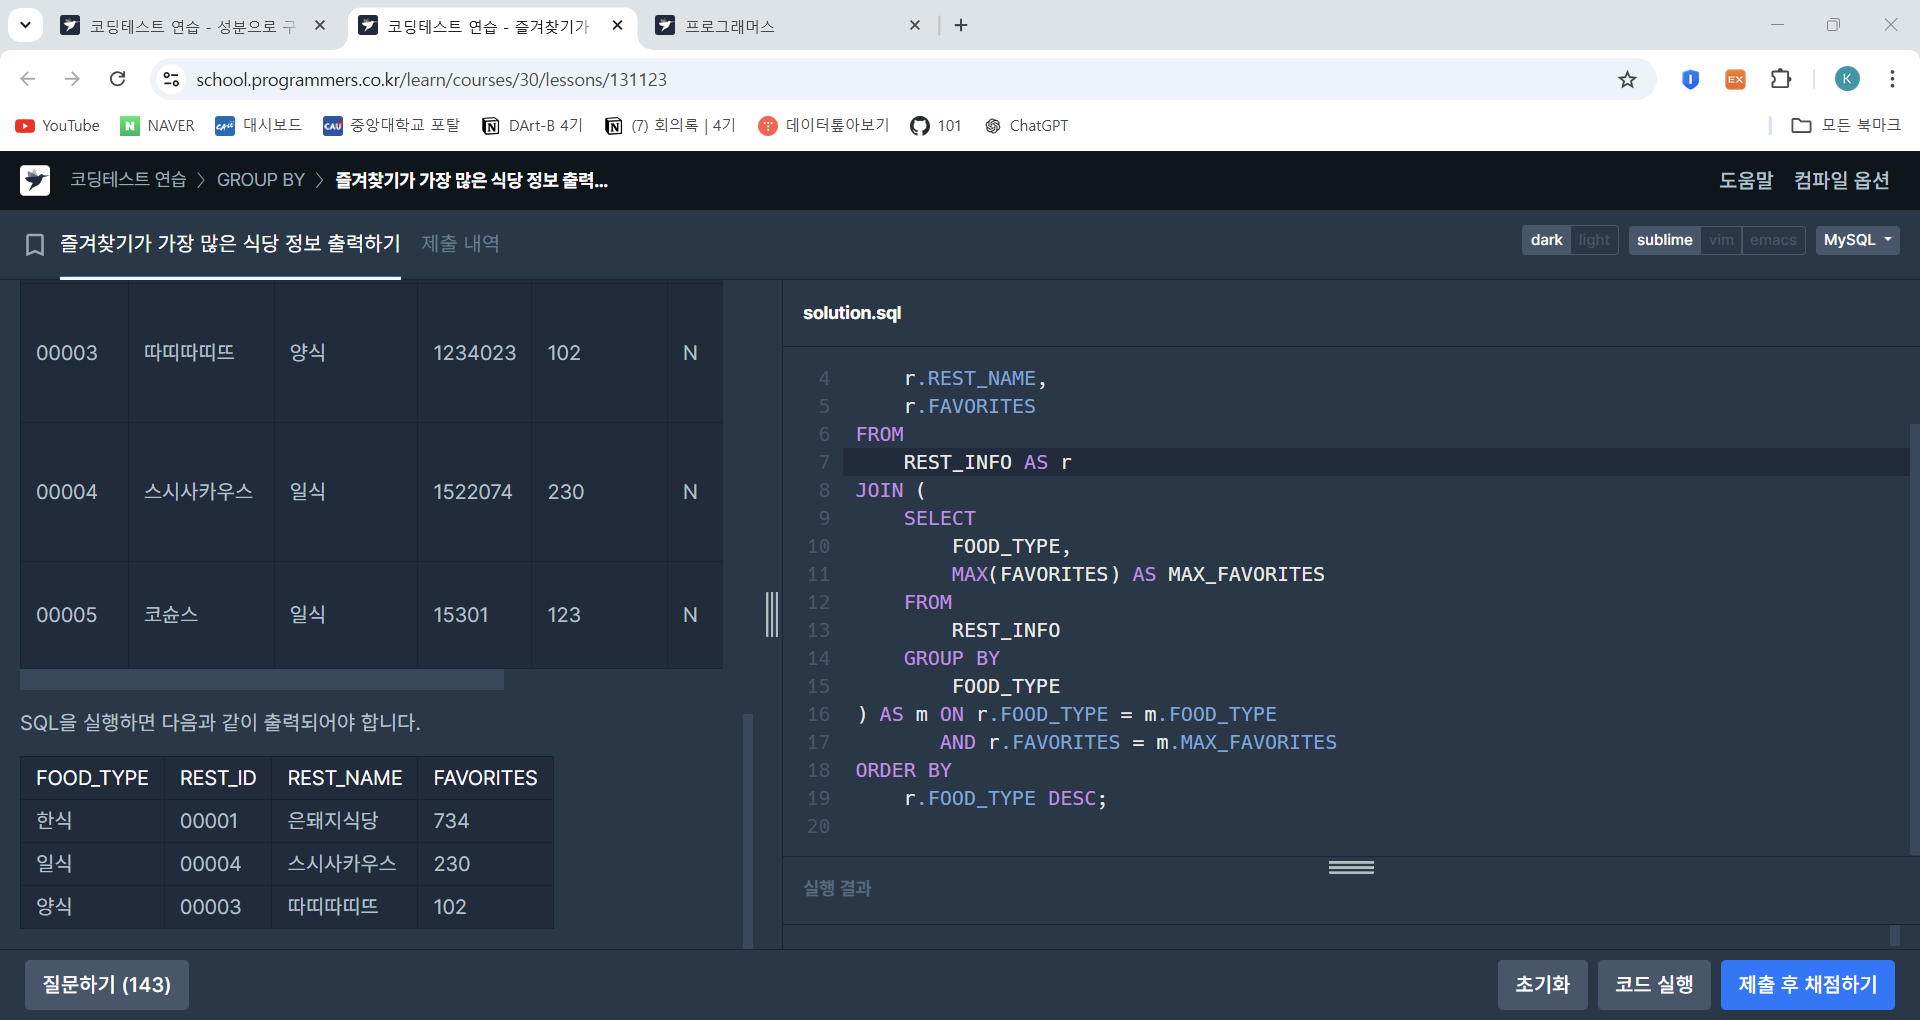 코딩테스트 연습 - 성분으로 구
코딩테스트 연습 - 즐겨찾기가
프로그래머스
school.programmers.co.kr/learn/courses/30/lessons/131123
EX
K
YouTube
N NAVER
CAU 대시보드
CAU 중앙대학교 포탈
DArt-B 4기
(7) 회의록 | 4기
데이터톺아보기
101
ChatGPT
모든 북마크
코딩테스트 연습 > GROUP BY > 즐겨찾기가 가장 많은 식당 정보 출력...
도움말 컴파일 옵션
즐겨찾기가 가장 많은 식당 정보 출력하기 제출 내역
dark light sublime vim emacs MySQL
00003 따띠따띠뜨 양식 1234023 102 N
00004 스시사카우스 일식 1522074 230 N
00005 코슌스 일식 15301 123 N
SQL을 실행하면 다음과 같이 출력되어야 합니다.
FOOD_TYPE REST_ID REST_NAME FAVORITES
한식 00001 은돼지식당 734
일식 00004 스시사카우스 230
양식 00003 따띠따띠뜨 102
solution.sql
4 r.REST_NAME,
5 r.FAVORITES
6 FROM
7 REST_INFO AS r
8 JOIN (
9 SELECT
10 FOOD_TYPE,
11 MAX(FAVORITES) AS MAX_FAVORITES
12 FROM
13 REST_INFO
14 GROUP BY
15 FOOD_TYPE
16 ) AS m ON r.FOOD_TYPE = m.FOOD_TYPE
17 AND r.FAVORITES = m.MAX_FAVORITES
18 ORDER BY
19 r.FOOD_TYPE DESC;
20
실행 결과
질문하기 (143)
초기화 코드 실행 제출 후 채점하기